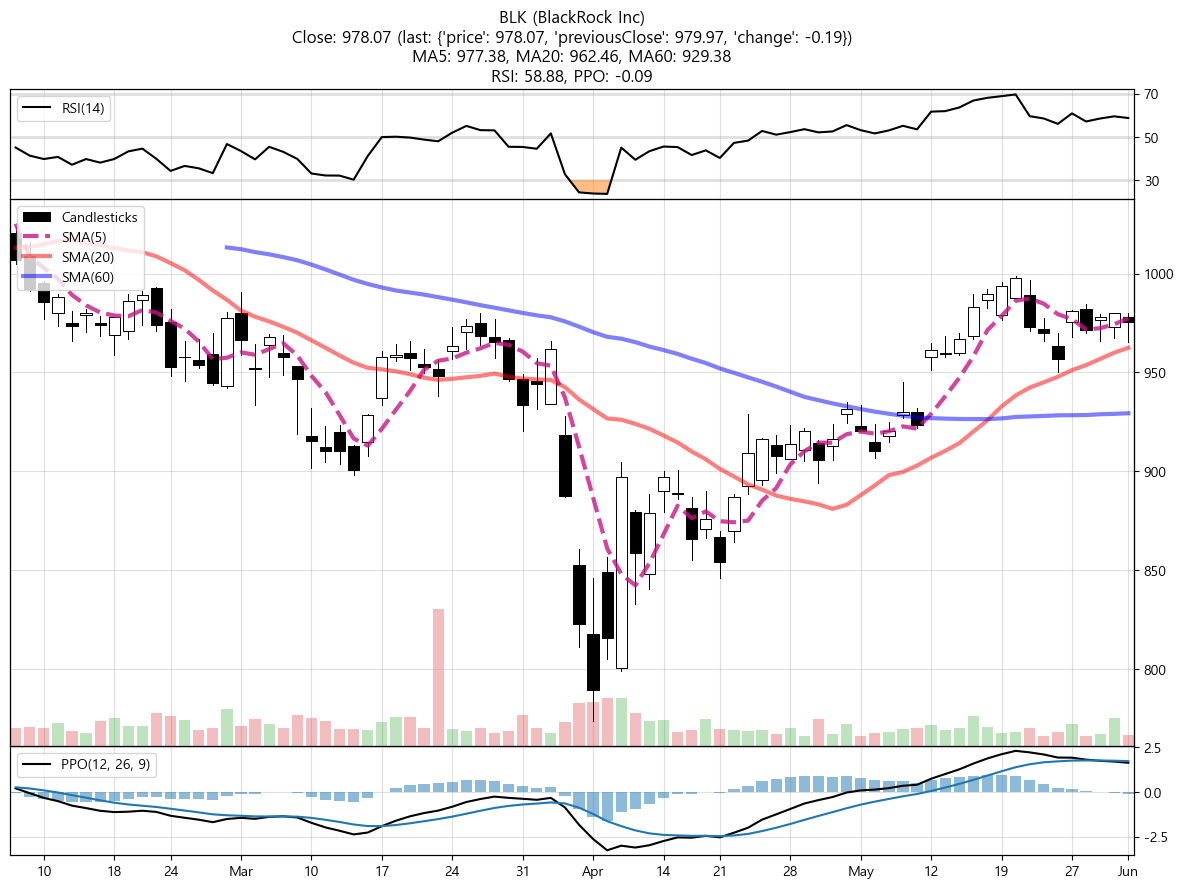 BLK (BlackRock Inc)
Close: 978.07 (last: {'price': 978.07, 'previousClose': 979.97, 'change': -0.19})
MA5: 977.38, MA20: 962.46, MA60: 929.38
RSI: 58.88, PPO: -0.09
RSI(14)
70
50
30
Candlesticks
SMA(5)
SMA(20)
SMA(60)
1000
950
900
850
800
PPO(12, 26, 9)
2.5
0.0
-2.5
10 18 24 Mar 10 17 24 31 Apr 14 21 28 May 12 19 27 Jun